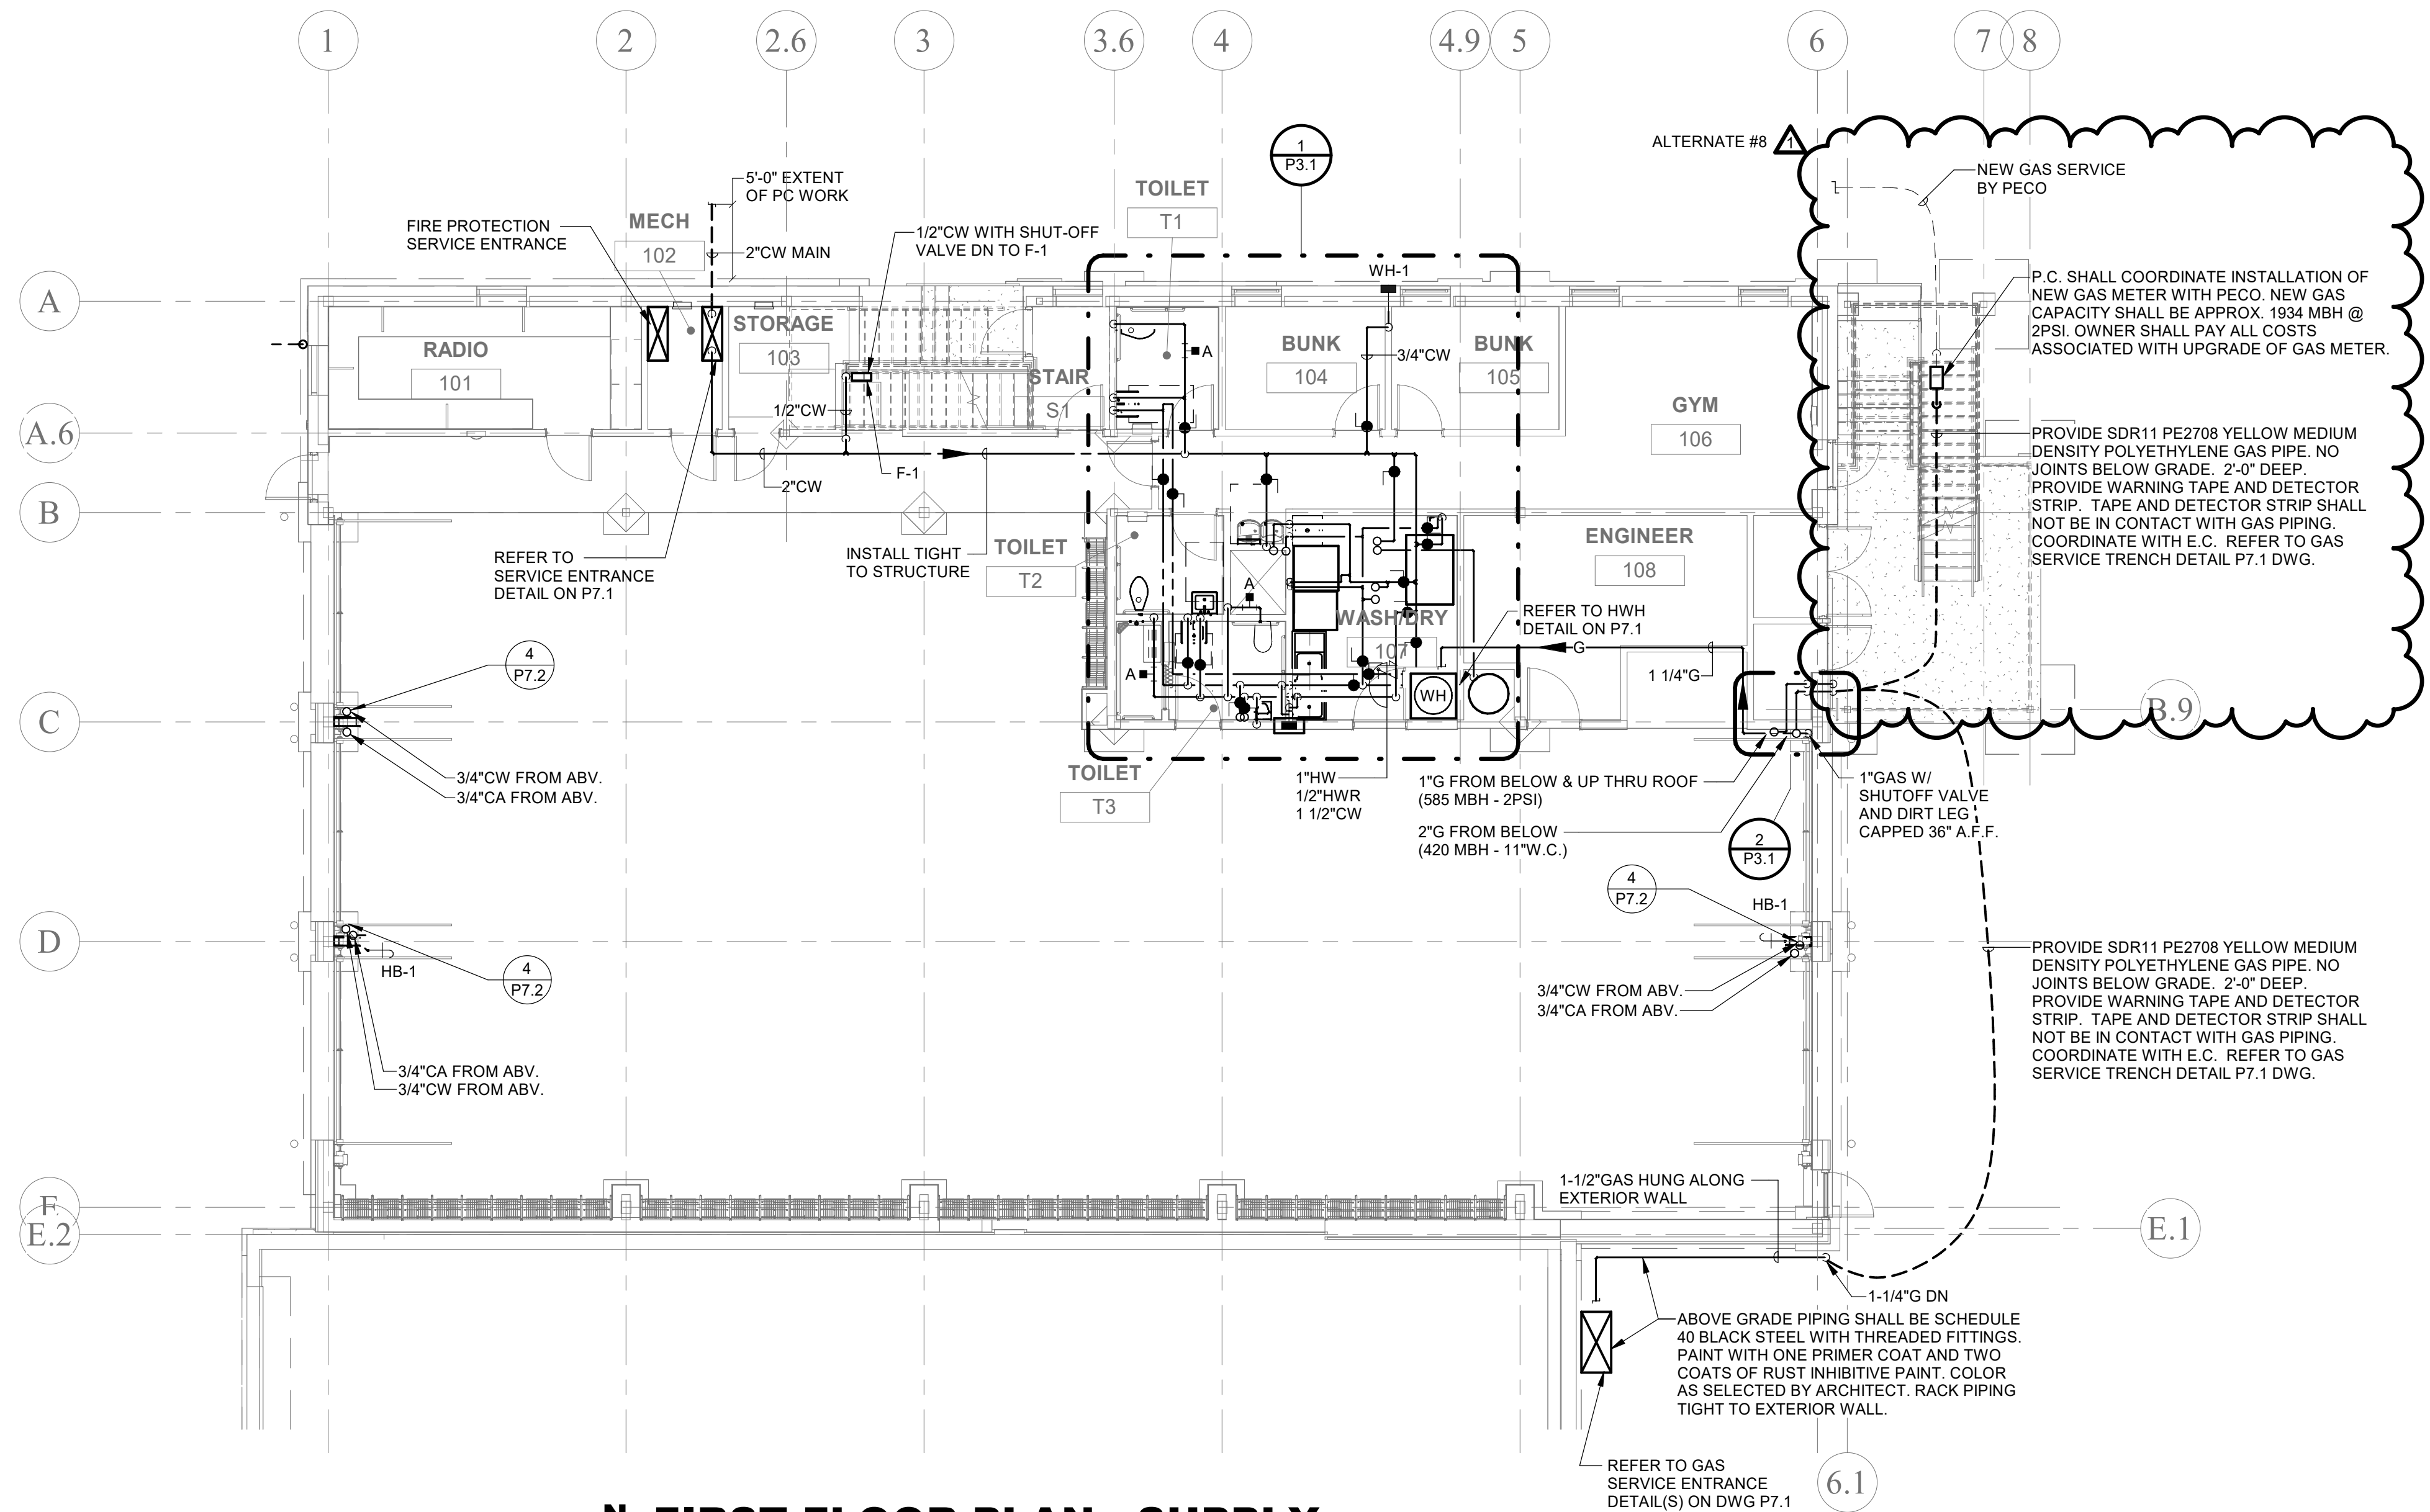 1
2
2.6
3
3.6
4
4.9
5
6
7
8
ALTERNATE #8
1
1
P3.1
NEW GAS SERVICE
BY PECO
5'-0" EXTENT
OF PC WORK
TOILET
T1
FIRE PROTECTION
SERVICE ENTRANCE
MECH
102
2"CW MAIN
1/2"CW WITH SHUT-OFF
VALVE DN TO F-1
WH-1
P.C. SHALL COORDINATE INSTALLATION OF
NEW GAS METER WITH PECO. NEW GAS
CAPACITY SHALL BE APPROX. 1934 MBH @
2PSI. OWNER SHALL PAY ALL COSTS
ASSOCIATED WITH UPGRADE OF GAS METER.
A
RADIO
101
STORAGE
103
STAIR
S1
A
BUNK
104
3/4"CW
BUNK
105
GYM
106
A.6
1/2"CW
F-1
2"CW
PROVIDE SDR11 PE2708 YELLOW MEDIUM
DENSITY POLYETHYLENE GAS PIPE. NO
JOINTS BELOW GRADE. 2'-0" DEEP.
PROVIDE WARNING TAPE AND DETECTOR
STRIP. TAPE AND DETECTOR STRIP SHALL
NOT BE IN CONTACT WITH GAS PIPING.
COORDINATE WITH E.C. REFER TO GAS
SERVICE TRENCH DETAIL P7.1 DWG.
B
REFER TO
SERVICE ENTRANCE
DETAIL ON P7.1
INSTALL TIGHT
TO STRUCTURE
TOILET
T2
A
ENGINEER
108
REFER TO HWH
DETAIL ON P7.1
WASH/DRY
107
G
1 1/4"G
A
WH
4
P7.2
C
B.9
3/4"CW FROM ABV.
3/4"CA FROM ABV.
TOILET
T3
1"HW
1/2"HWR
1 1/2"CW
1"G FROM BELOW & UP THRU ROOF
(585 MBH - 2PSI)
2"G FROM BELOW
(420 MBH - 11"W.C.)
1"GAS W/
SHUTOFF VALVE
AND DIRT LEG
CAPPED 36" A.F.F.
2
P3.1
4
P7.2
HB-1
D
HB-1
4
P7.2
3/4"CW FROM ABV.
3/4"CA FROM ABV.
PROVIDE SDR11 PE2708 YELLOW MEDIUM
DENSITY POLYETHYLENE GAS PIPE. NO
JOINTS BELOW GRADE. 2'-0" DEEP.
PROVIDE WARNING TAPE AND DETECTOR
STRIP. TAPE AND DETECTOR STRIP SHALL
NOT BE IN CONTACT WITH GAS PIPING.
COORDINATE WITH E.C. REFER TO GAS
SERVICE TRENCH DETAIL P7.1 DWG.
3/4"CA FROM ABV.
3/4"CW FROM ABV.
1-1/2"GAS HUNG ALONG
EXTERIOR WALL
E.2
E.1
1-1/4"G DN
ABOVE GRADE PIPING SHALL BE SCHEDULE
40 BLACK STEEL WITH THREADED FITTINGS.
PAINT WITH ONE PRIMER COAT AND TWO
COATS OF RUST INHIBITIVE PAINT. COLOR
AS SELECTED BY ARCHITECT. RACK PIPING
TIGHT TO EXTERIOR WALL.
REFER TO GAS
SERVICE ENTRANCE
DETAIL(S) ON DWG P7.1
6.1
N FIRST FLOOR PLAN - SUPPLY